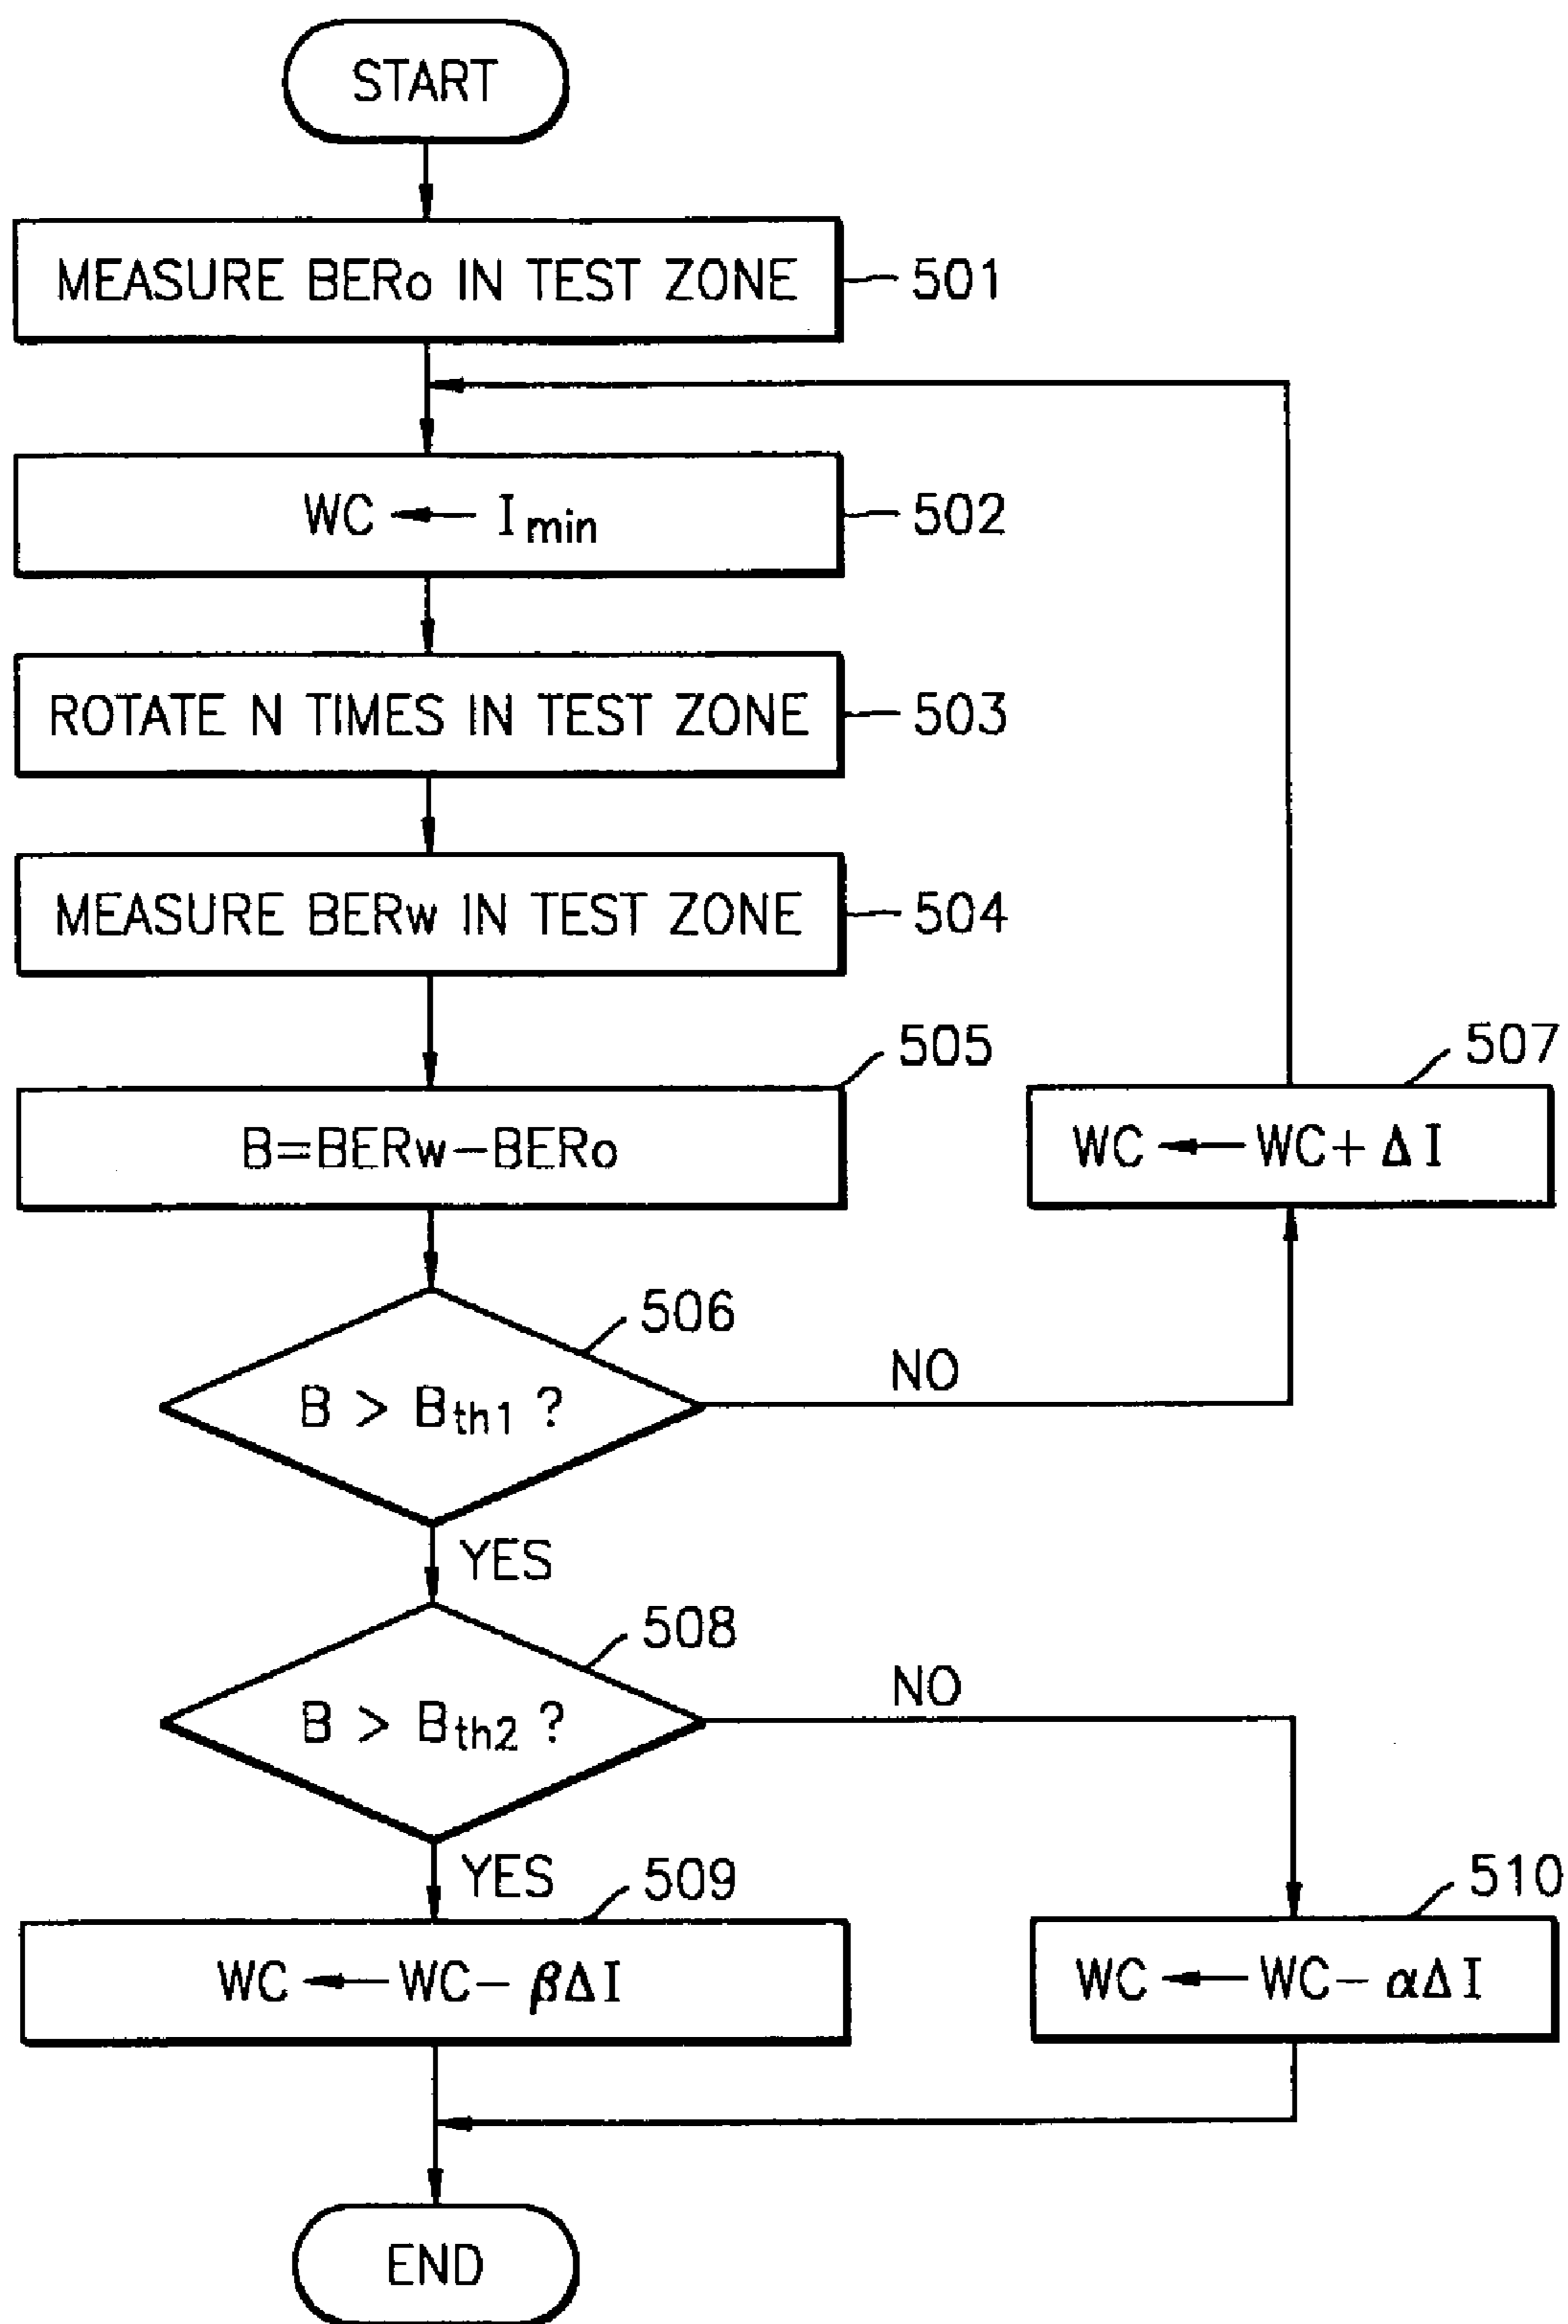 START
MEASURE BERo IN TEST ZONE
501
WC ← Imin
502
ROTATE N TIMES IN TEST ZONE
503
MEASURE BERw IN TEST ZONE
504
505
B=BERw-BERo
507
WC ← WC+ΔI
506
B > Bth1 ?
NO
YES
508
B > Bth2 ?
NO
YES
509
WC ← WC-βΔI
510
WC ← WC-αΔI
END